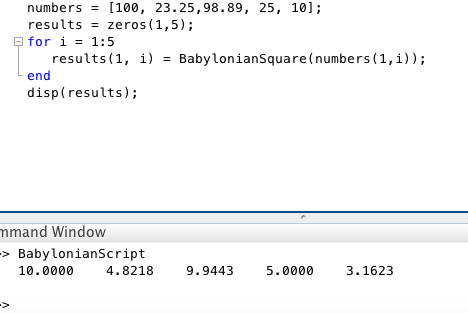 numbers = [100, 23.25,98.89, 25, 10];
results = zeros(1,5);
for i = 1:5
results(1, i) = BabylonianSquare(numbers(1,i));
end
disp(results);
mmand Window
>> BabylonianScript
10.0000 4.8218 9.9443 5.0000 3.1623
>>